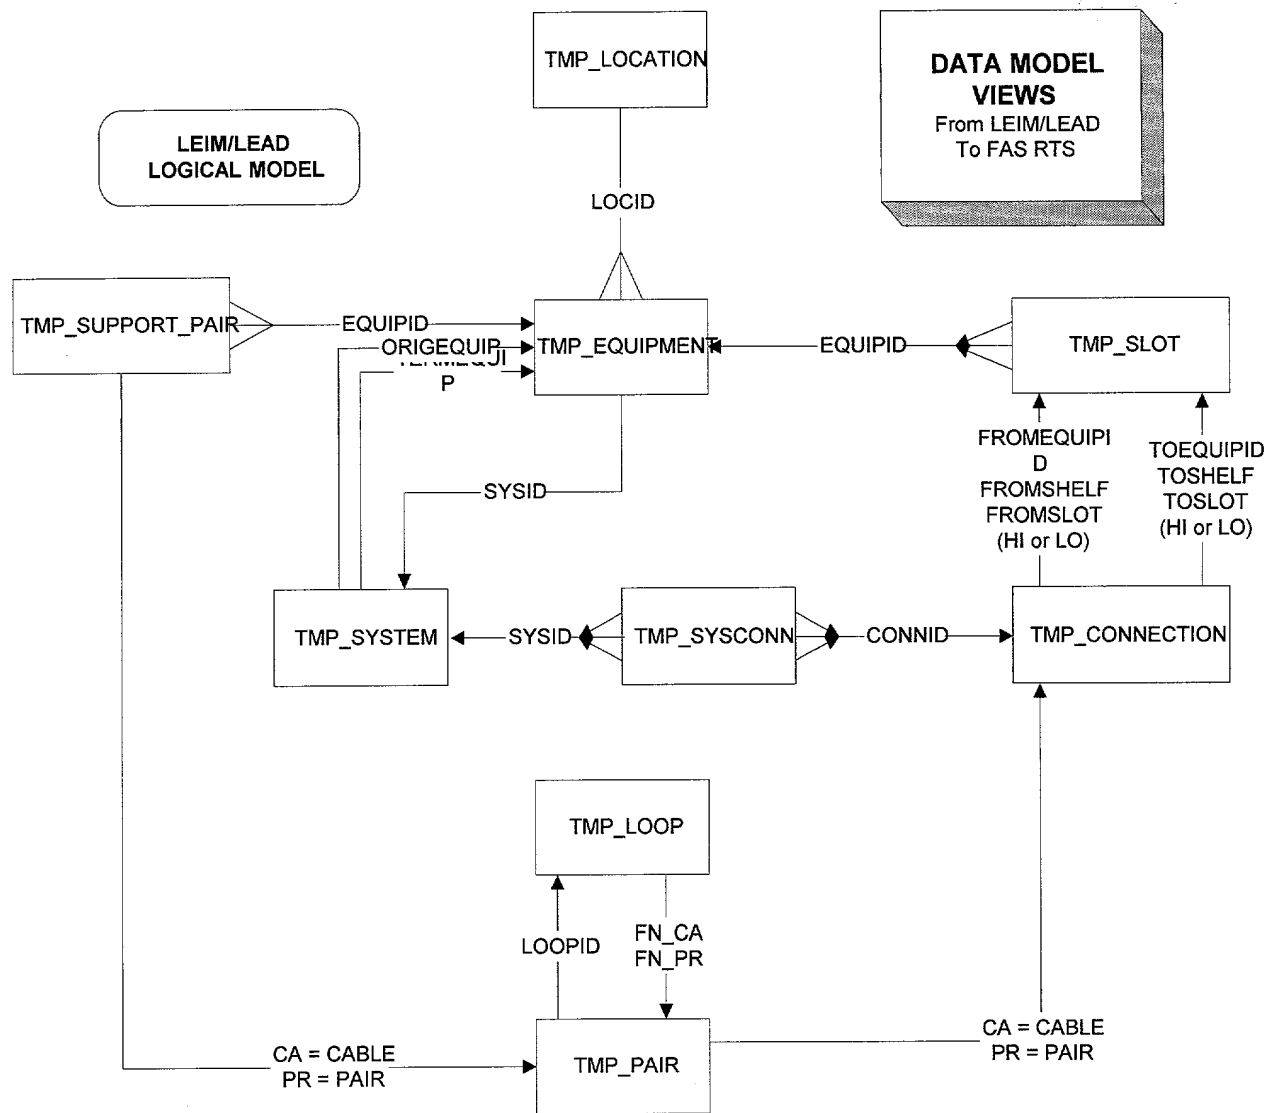 TMP_LOCATION
DATA MODEL
VIEWS
From LEIM/LEAD
To FAS RTS
LEIM/LEAD
LOGICAL MODEL
LOCID
TMP_SUPPORT_PAIR
EQUIPID
ORIGEQUIP
TERMEQUI
P
TMP_EQUIPMENT
EQUIPID
TMP_SLOT
FROMEQUIPI
D
FROMSHELF
FROMSLOT
(HI or LO)
TOEQUIPID
TOSHELF
TOSLOT
(HI or LO)
SYSID
TMP_SYSTEM
SYSID
TMP_SYSCONN
CONNID
TMP_CONNECTION
TMP_LOOP
LOOPID
FN_CA
FN_PR
CA = CABLE
PR = PAIR
TMP_PAIR
CA = CABLE
PR = PAIR